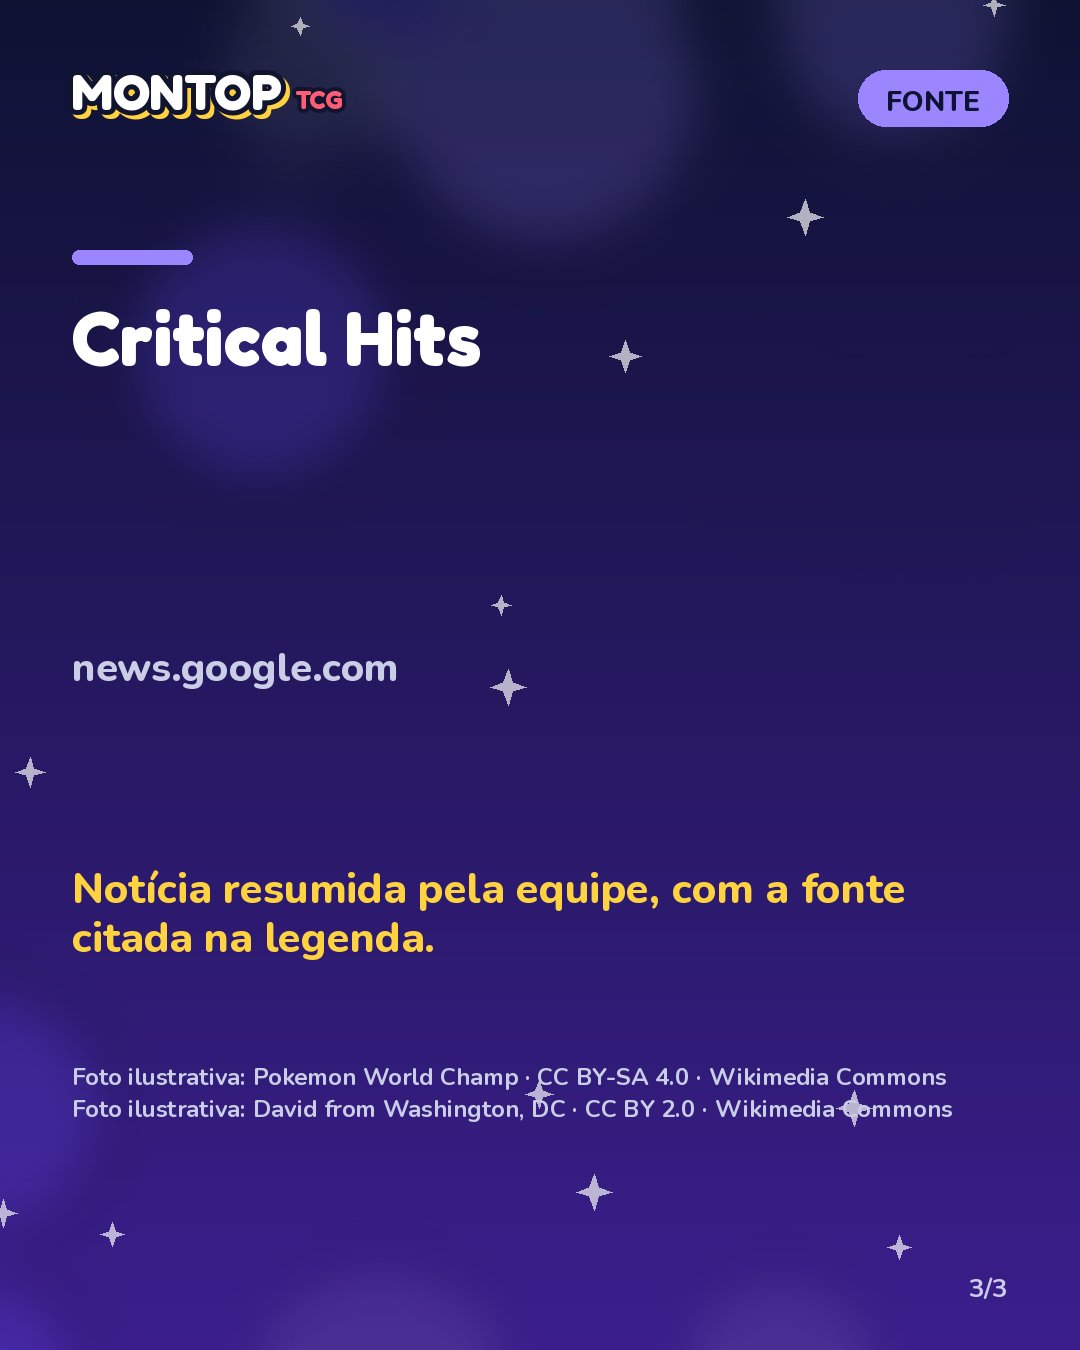 MONTOP TCG
FONTE
Critical Hits
news.google.com
Notícia resumida pela equipe, com a fonte
citada na legenda.
Foto ilustrativa: Pokemon World Champ · CC BY-SA 4.0 · Wikimedia Commons
Foto ilustrativa: David from Washington, DC · CC BY 2.0 · Wikimedia Commons
3/3